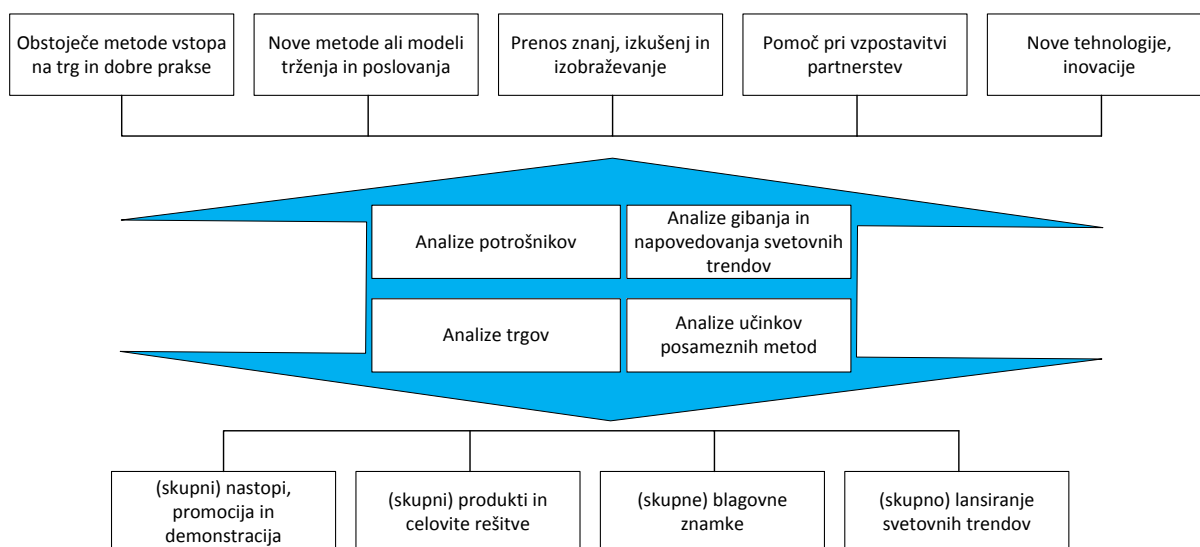 Obstoječe metode vstopa
na trg in dobre prakse
Nove metode ali modeli
trženja in poslovanja
Prenos znanj, izkušenj in
izobraževanje
Pomoč pri vzpostavitvi
partnerstev
Nove tehnologije,
inovacije
Analize potrošnikov
Analize gibanja in
napovedovanja svetovnih
trendov
Analize trgov
Analize učinkov
posameznih metod
(skupni) nastopi,
promocija in
demonstracija
(skupni) produkti in
celovite rešitve
(skupne) blagovne
znamke
(skupno) lansiranje
svetovnih trendov